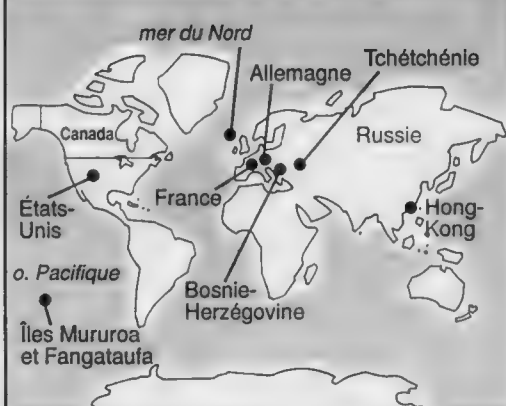 mer du Nord
Tchétchénie
Allemagne
Canada
Russie
France
États-
Unis
Hong-
Kong
o. Pacifique
Bosnie-
Herzégovine
Îles Mururoa
et Fangataufa